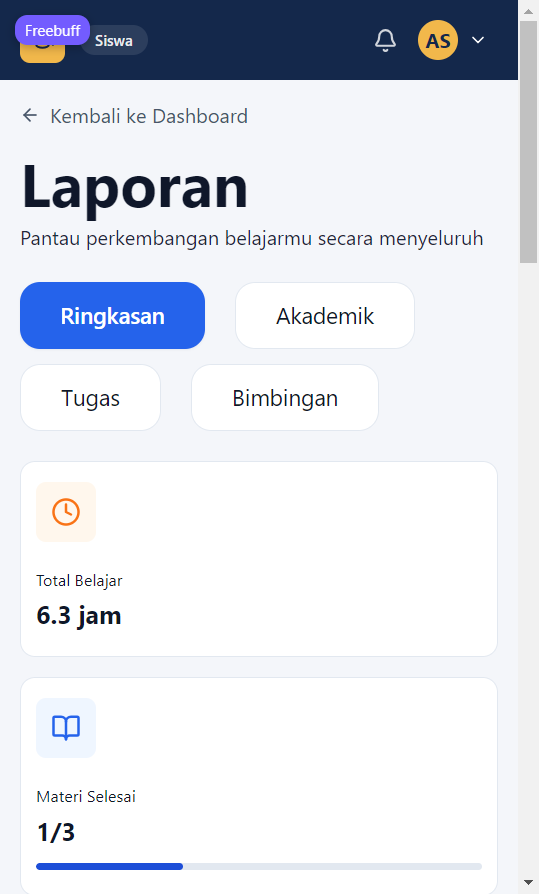 Freebuff
Siswa
AS
Kembali ke Dashboard
Laporan
Pantau perkembangan belajarmu secara menyeluruh
Ringkasan
Akademik
Tugas
Bimbingan
Total Belajar
6.3 jam
Materi Selesai
1/3